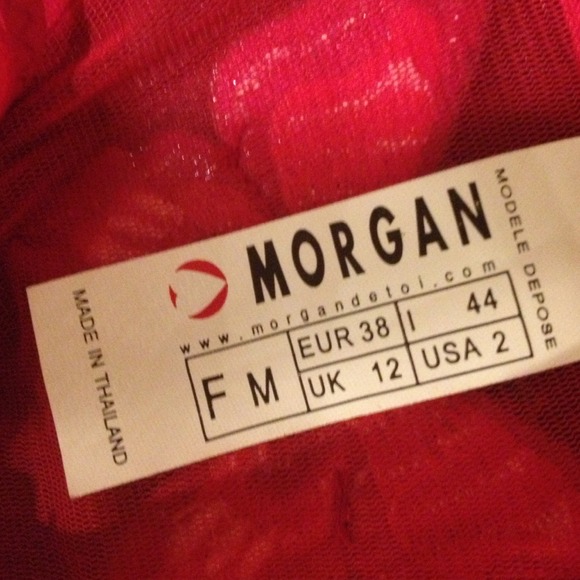 MORGAN
www.morgandetoi.com
F M
EUR 38
I 44
UK 12
USA 2
MADE IN THAILAND
MODELE DEPOSE